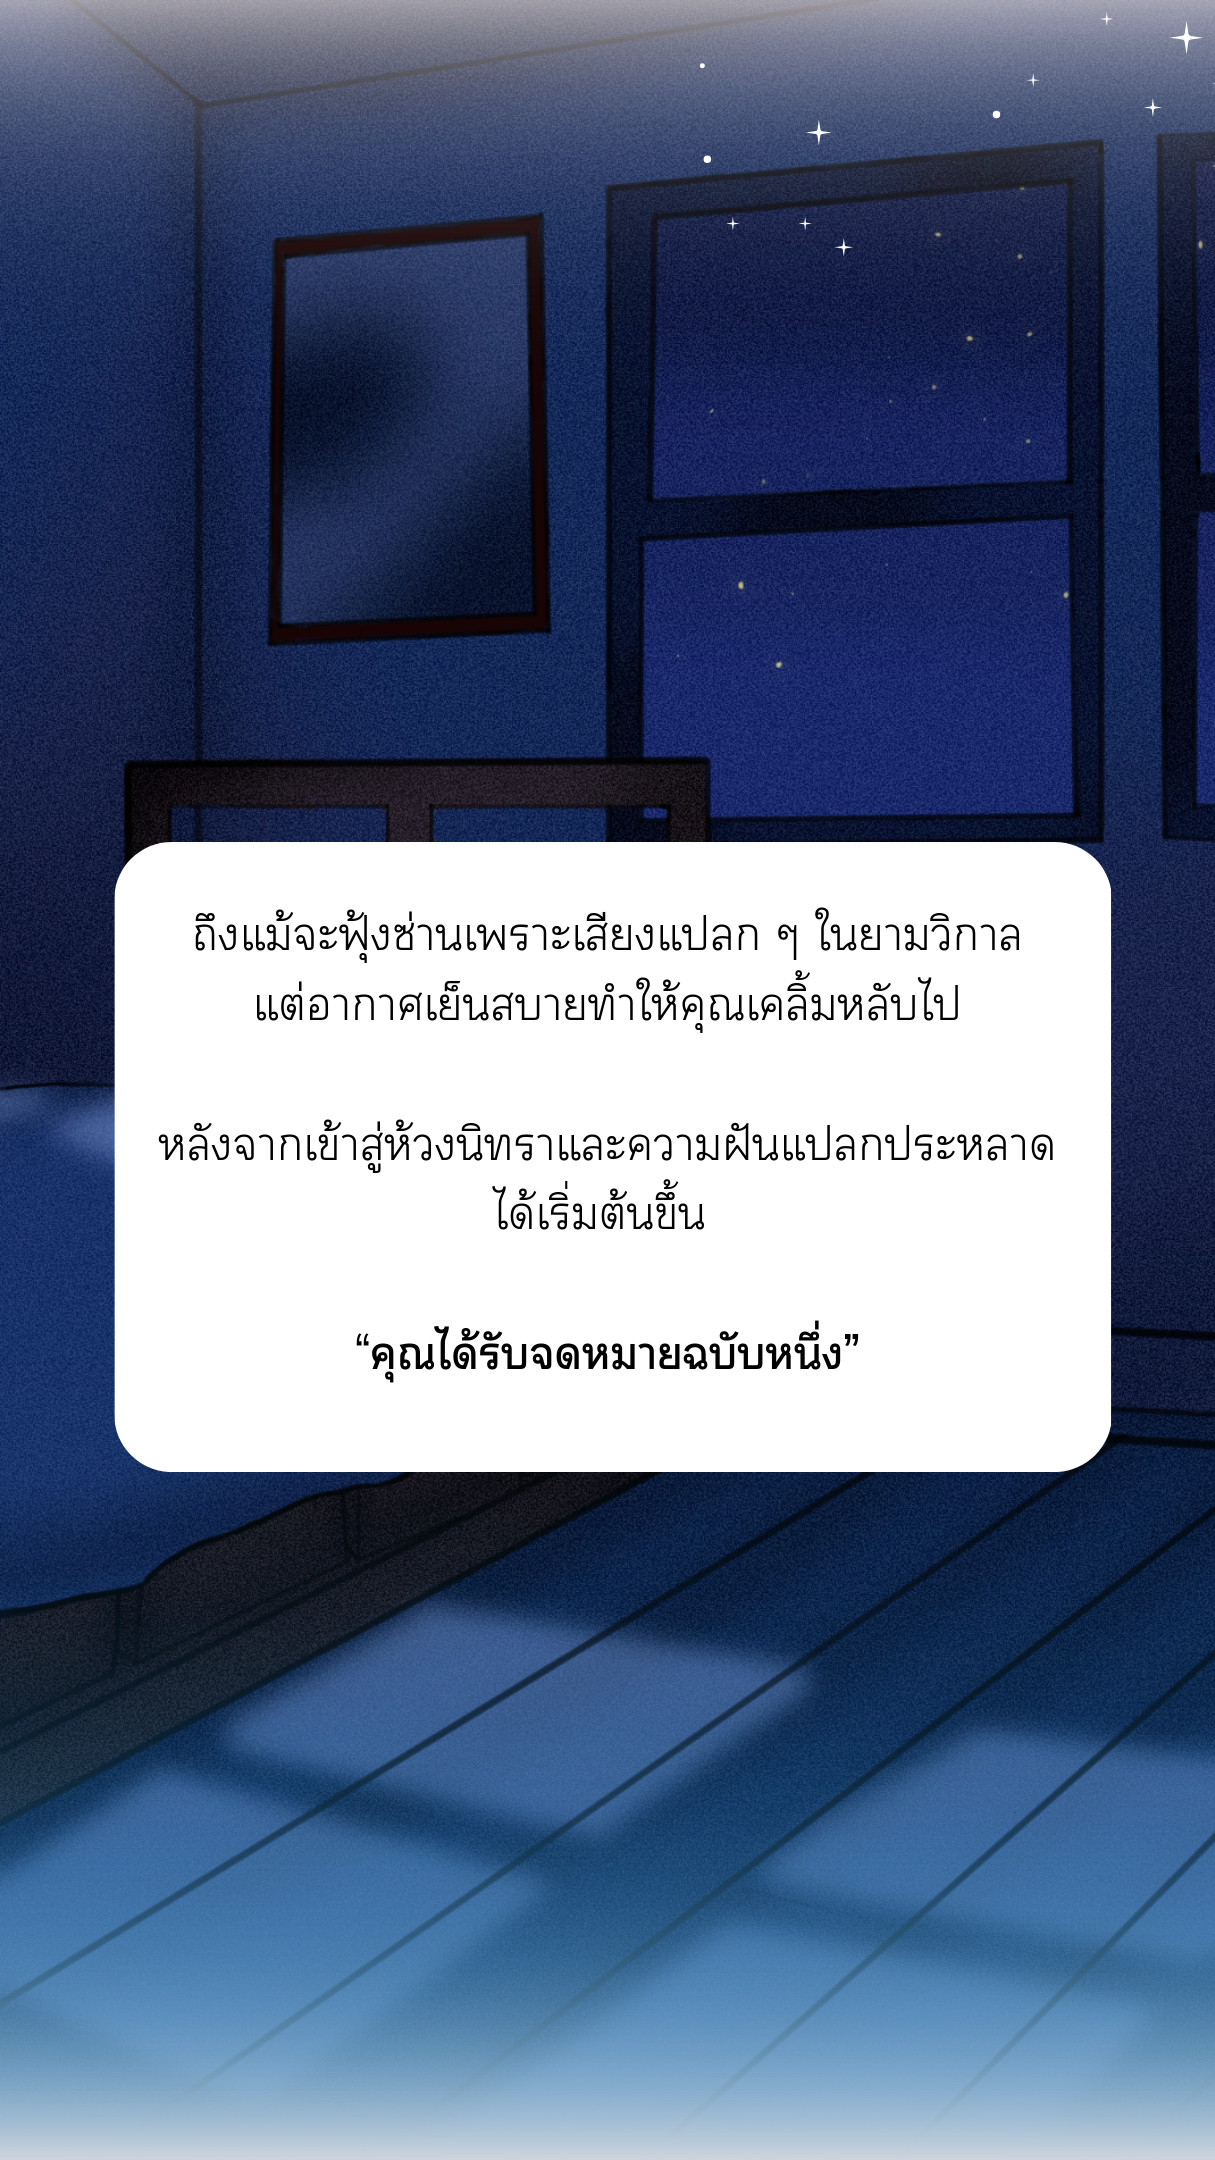 ถึงแม้จะฟุ้งซ่านเพราะเสียงแปลก ๆ ในยามวิกาล
แต่อากาศเย็นสบายทำให้คุณเคลิ้มหลับไป
หลังจากเข้าสู่ห้วงนิทราและความฝันแปลกประหลาด
ได้เริ่มต้นขึ้น
“คุณได้รับจดหมายฉบับหนึ่ง”